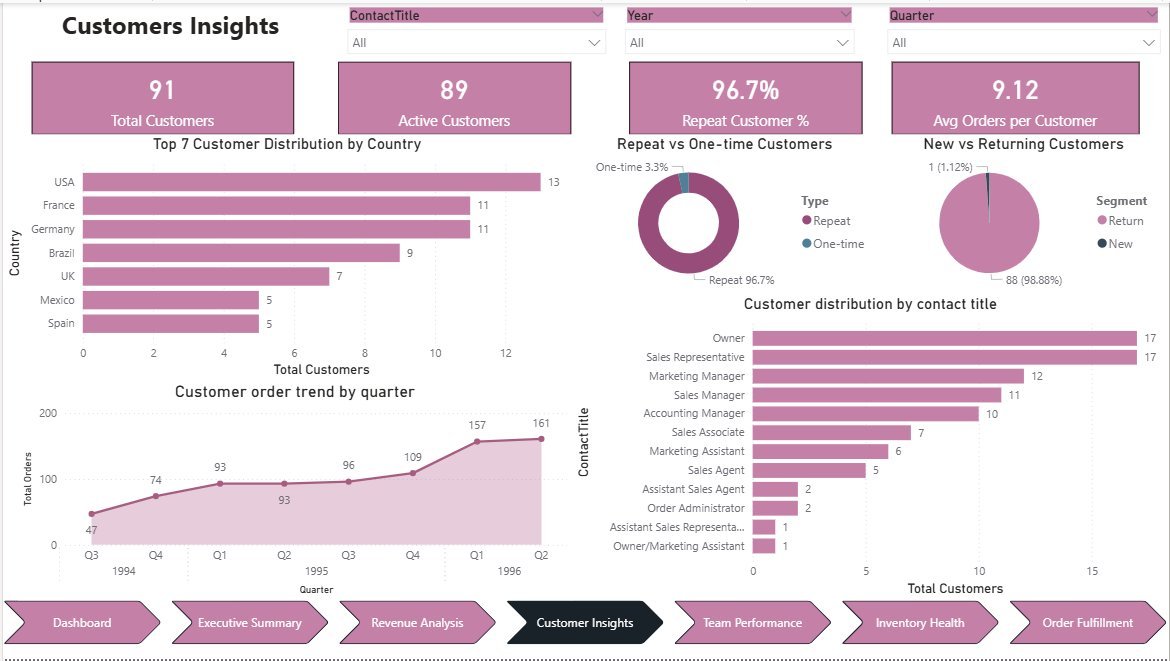 Customers Insights
ContactTitle
All
Year
All
Quarter
All
91
Total Customers
89
Active Customers
96.7%
Repeat Customer %
9.12
Avg Orders per Customer
Top 7 Customer Distribution by Country
Country
USA 13
France 11
Germany 11
Brazil 9
UK 7
Mexico 5
Spain 5
0 2 4 6 8 10 12
Total Customers
Repeat vs One-time Customers
One-time 3.3%
Repeat 96.7%
Type
Repeat
One-time
New vs Returning Customers
1 (1.12%)
88 (98.88%)
Segment
Return
New
Customer order trend by quarter
Total Orders
200
100
0
47
74
93
93
96
109
157
161
Q3 Q4 Q1 Q2 Q3 Q4 Q1 Q2
1994 1995 1996
Quarter
Customer distribution by contact title
ContactTitle
Owner 17
Sales Representative 17
Marketing Manager 12
Sales Manager 11
Accounting Manager 10
Sales Associate 7
Marketing Assistant 6
Sales Agent 5
Assistant Sales Agent 2
Order Administrator 2
Assistant Sales Representa... 1
Owner/Marketing Assistant 1
0 5 10 15
Total Customers
Dashboard
Executive Summary
Revenue Analysis
Customer Insights
Team Performance
Inventory Health
Order Fulfillment